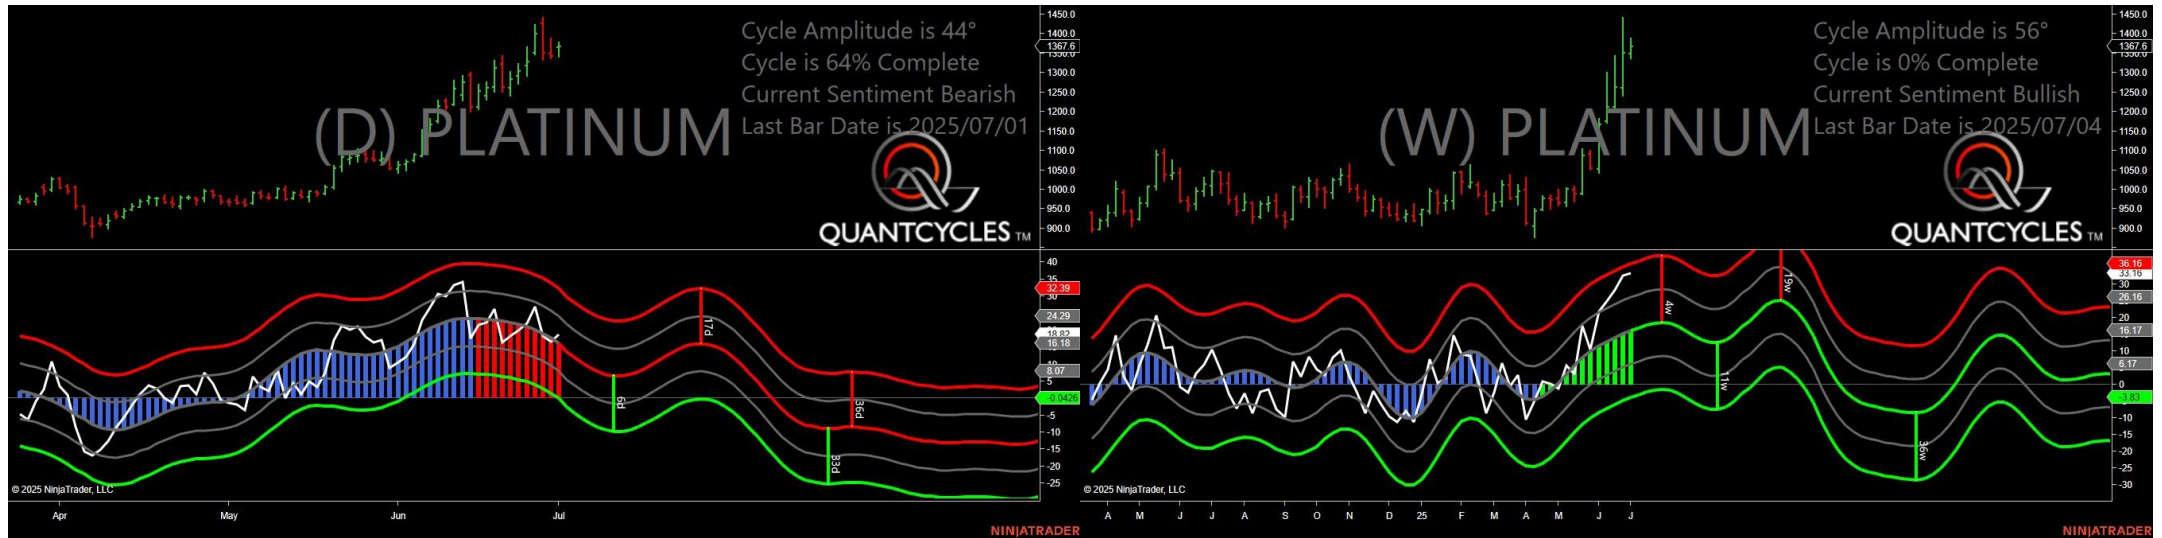 Cycle Amplitude is 44°
Cycle is 64% Complete
Current Sentiment Bearish
Last Bar Date is 2025/07/01
(D) PLATINUM
QUANTCYCLES TM
1450.0
1400.0
1367.6
1300.0
1250.0
1200.0
1150.0
1100.0
1050.0
1000.0
950.0
900.0
40
35
32.39
30
24.29
18.82
16.18
10
8.07
5
-0.0426
-5
-10
-15
-20
-25
6d
17d
33d
36d
© 2025 NinjaTrader, LLC
Apr
May
Jun
Jul
NINJATRADER
Cycle Amplitude is 56°
Cycle is 0% Complete
Current Sentiment Bullish
Last Bar Date is 2025/07/04
(W) PLATINUM
QUANTCYCLES TM
1450.0
1400.0
1367.6
1300.0
1250.0
1200.0
1150.0
1100.0
1050.0
1000.0
950.0
900.0
36.16
33.16
30
26.16
20
16.17
10
6.17
0
-3.83
-10
-15
-20
-25
-30
4w
11w
19w
36w
© 2025 NinjaTrader, LLC
A M J J A S O N D 25 F M A M J J
NINJATRADER